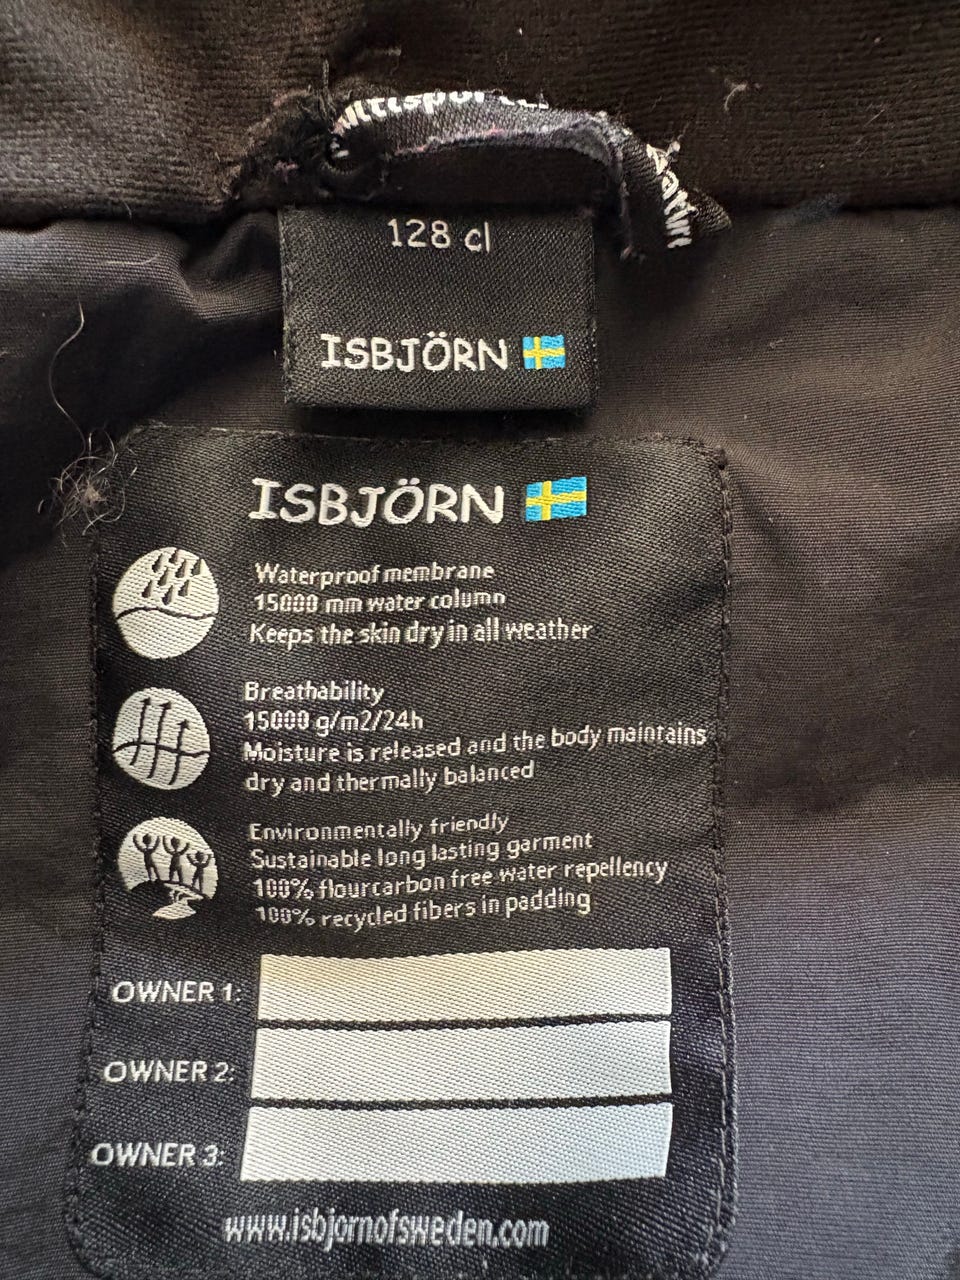 128 cl
ISBJÖRN
ISBJÖRN
Waterproof membrane
15000 mm water column
Keeps the skin dry in all weather
Breathability
15000 g/m2/24h
Moisture is released and the body maintains
dry and thermally balanced
Environmentally friendly
Sustainable long lasting garment
100% flourcarbon free water repellency
100% recycled fibers in padding
OWNER 1:
OWNER 2:
OWNER 3:
www.isbjornofsweden.com